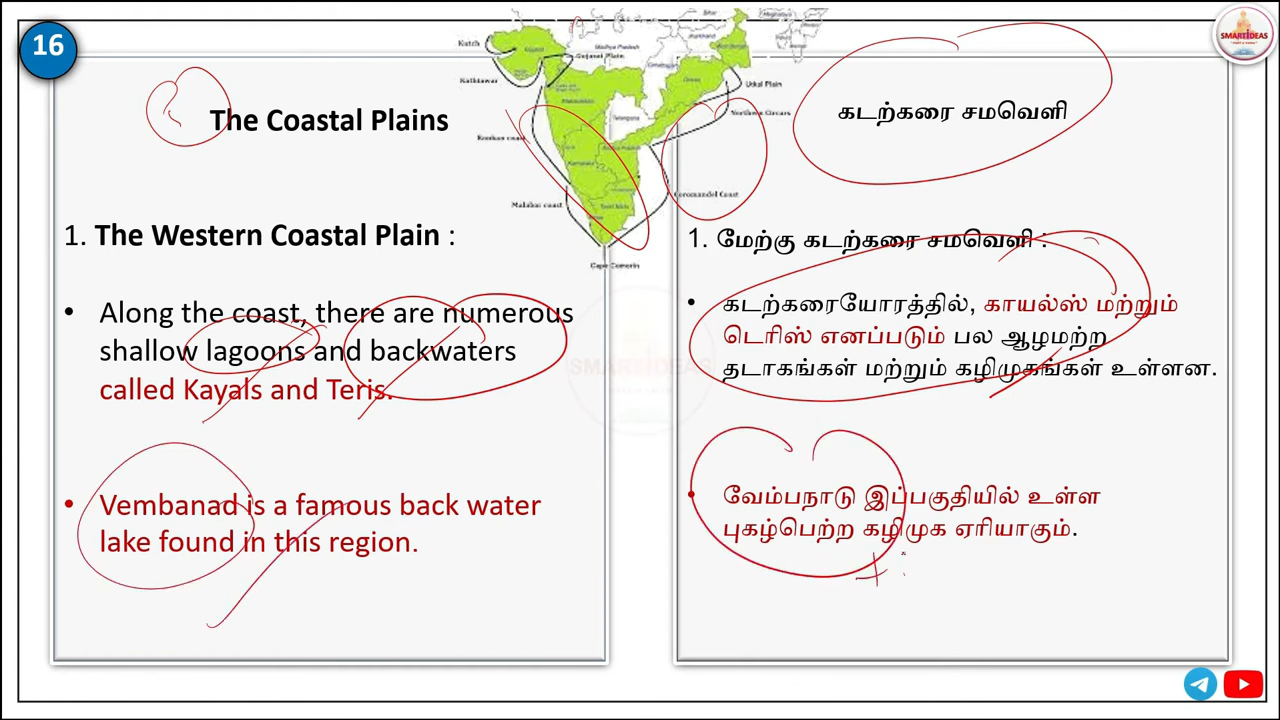 16
SMARTIDEAS
The Coastal Plains
கடற்கரை சமவெளி
Kutch
Gujarat Plain
Kathiawar
Utkal Plain
Northern Circars
Konkan coast
Coromandel Coast
Malabar coast
Cape Comorin
1. The Western Coastal Plain :
• Along the coast, there are numerous
shallow lagoons and backwaters
called Kayals and Teris.
• Vembanad is a famous back water
lake found in this region.
1. மேற்கு கடற்கரை சமவெளி :
• கடற்கரையோரத்தில், காயல்ஸ் மற்றும்
டெரிஸ் எனப்படும் பல ஆழமற்ற
தடாகங்கள் மற்றும் கழிமுகங்கள் உள்ளன.
• வேம்பநாடு இப்பகுதியில் உள்ள
புகழ்பெற்ற கழிமுக ஏரியாகும்.
SMARTIDEAS